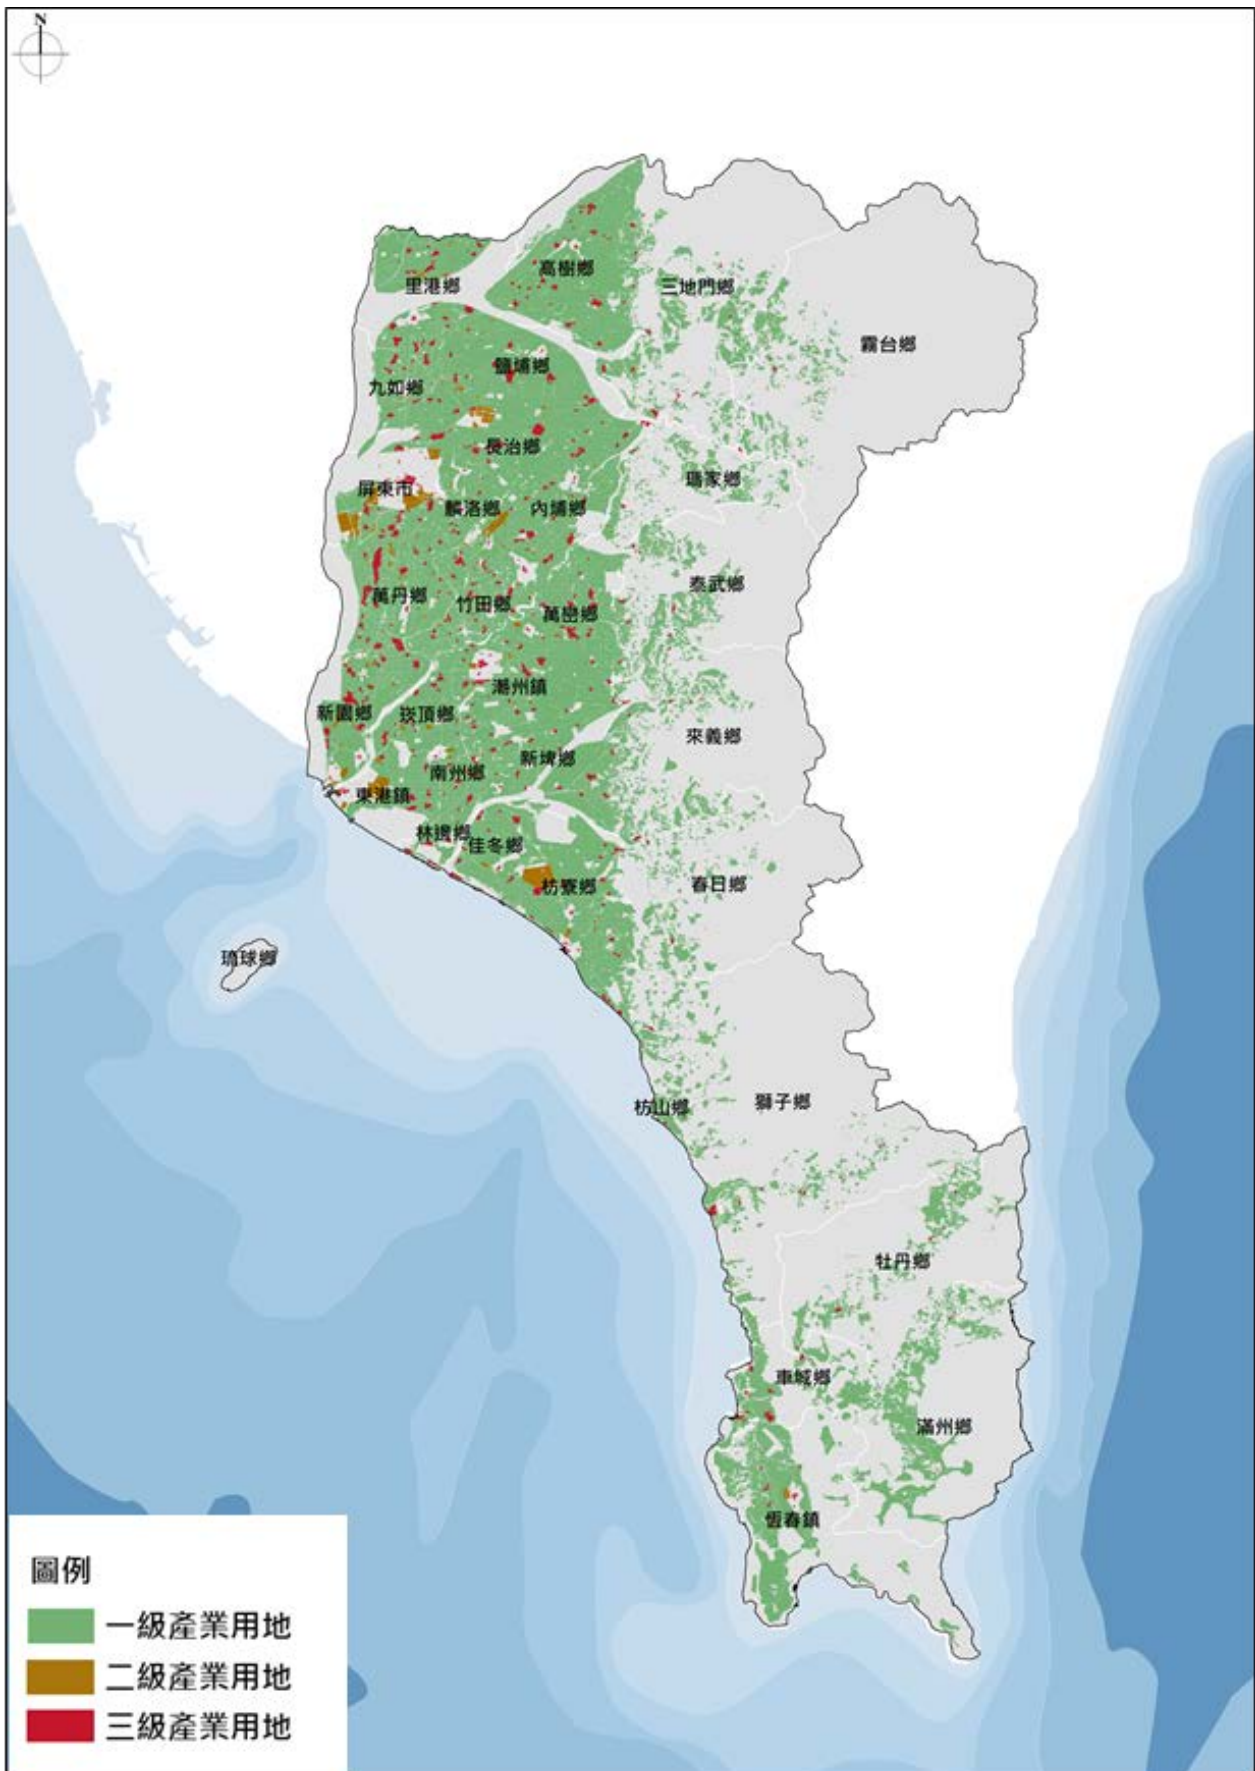 N
高樹鄉
里港鄉
三地門鄉
霧台鄉
鹽埔鄉
九如鄉
長治鄉
瑪家鄉
屏東市
麟洛鄉
內埔鄉
泰武鄉
萬丹鄉
竹田鄉
萬巒鄉
潮州鎮
新園鄉
崁頂鄉
來義鄉
新埤鄉
南州鄉
東港鎮
林邊鄉
佳冬鄉
枋寮鄉
春日鄉
琉球鄉
獅子鄉
枋山鄉
牡丹鄉
車城鄉
滿州鄉
恆春鎮
圖例
一級產業用地
二級產業用地
三級產業用地